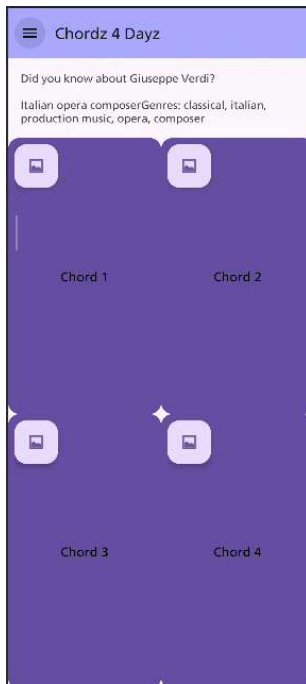 Chordz 4 Dayz
Did you know about Giuseppe Verdi?
Italian opera composerGenres: classical, italian,
production music, opera, composer
Chord 1
Chord 2
Chord 3
Chord 4